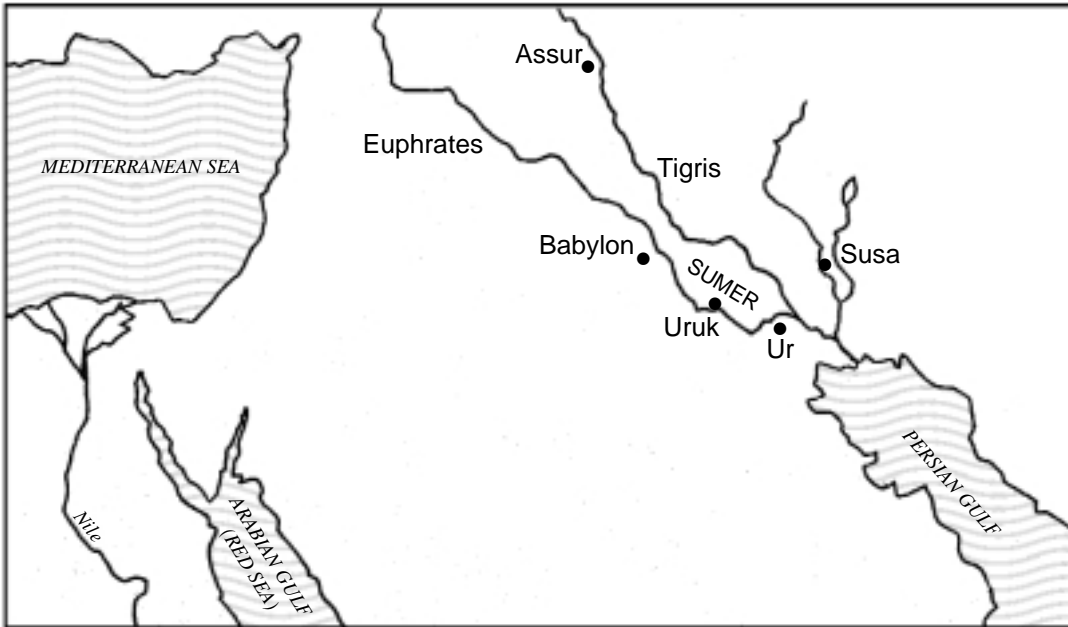 Assur
Euphrates
MEDITERRANEAN SEA
Tigris
Babylon
Susa
SUMER
Uruk
Ur
PERSIAN GULF
Nile
ARABIAN GULF
(RED SEA)